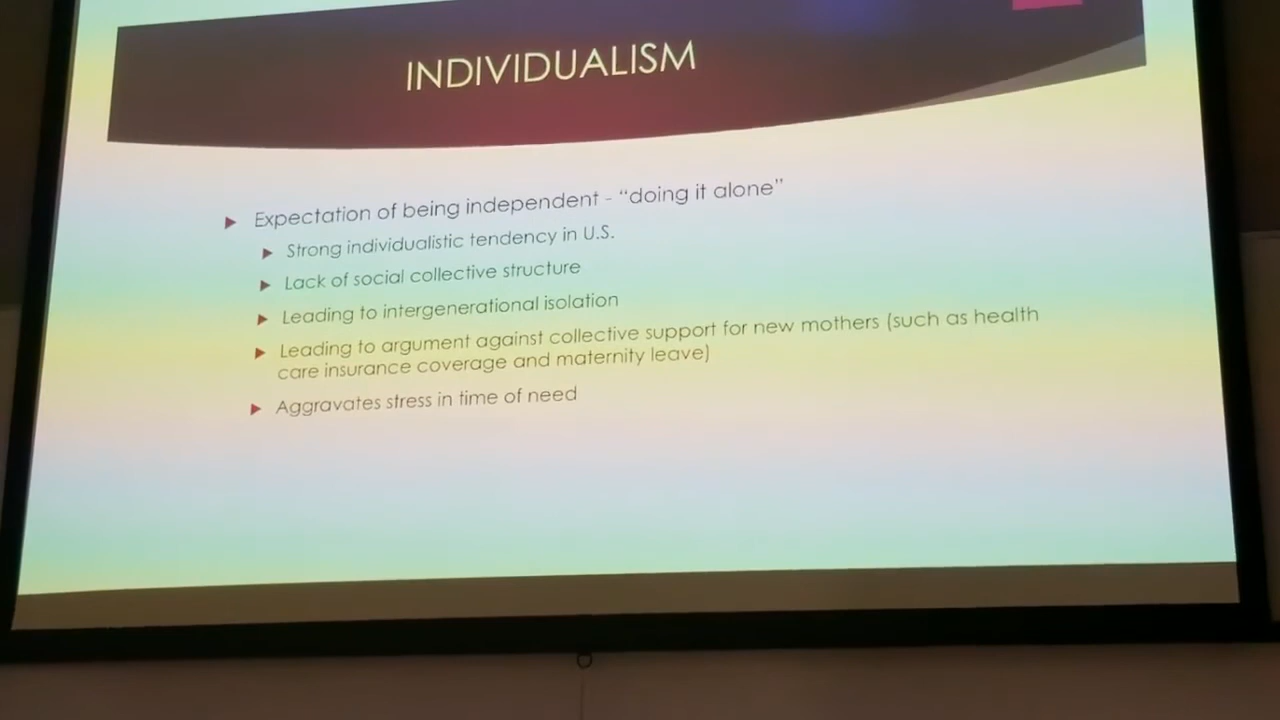 INDIVIDUALISM
Expectation of being independent - “doing it alone”
Strong individualistic tendency in U.S.
Lack of social collective structure
Leading to intergenerational isolation
Leading to argument against collective support for new mothers (such as health
care insurance coverage and maternity leave)
Aggravates stress in time of need